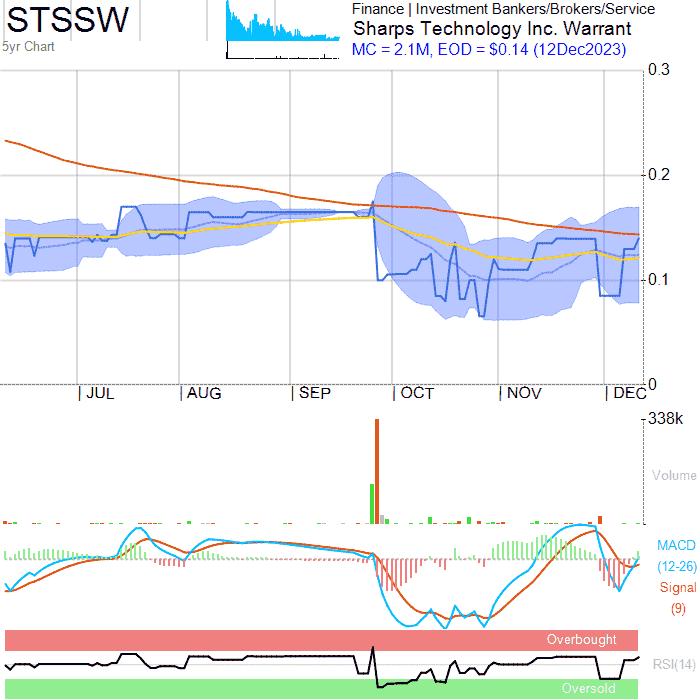 STSSW
5yr Chart
Finance | Investment Bankers/Brokers/Service
Sharps Technology Inc. Warrant
MC = 2.1M, EOD = $0.14 (12Dec2023)
0.3
0.2
0.1
0
| JUL | AUG | SEP | OCT | NOV | DEC
338k
Volume
MACD
(12-26)
Signal
(9)
Overbought
RSI(14)
Oversold